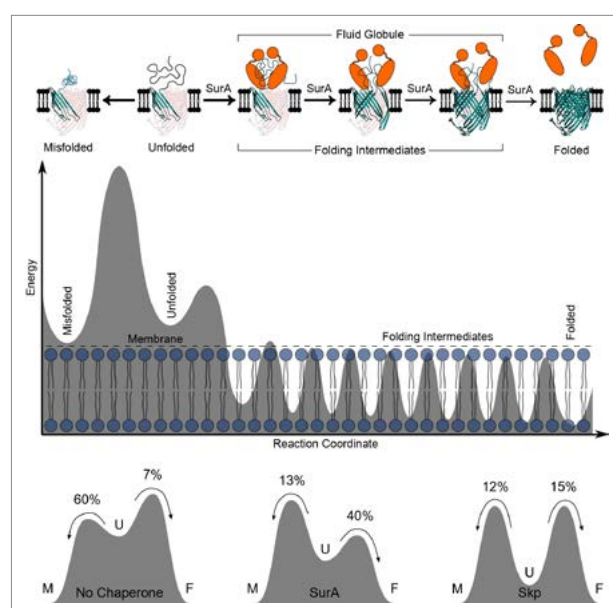 Fluid Globule
SurA SurA SurA SurA
Misfolded Unfolded Folding Intermediates Folded
Energy
Misfolded
Unfolded
Folded
Membrane Folding Intermediates
Reaction Coordinate
60% 7% 13% 40% 12% 15%
U U U
M No Chaperone F M SurA F M Skp F